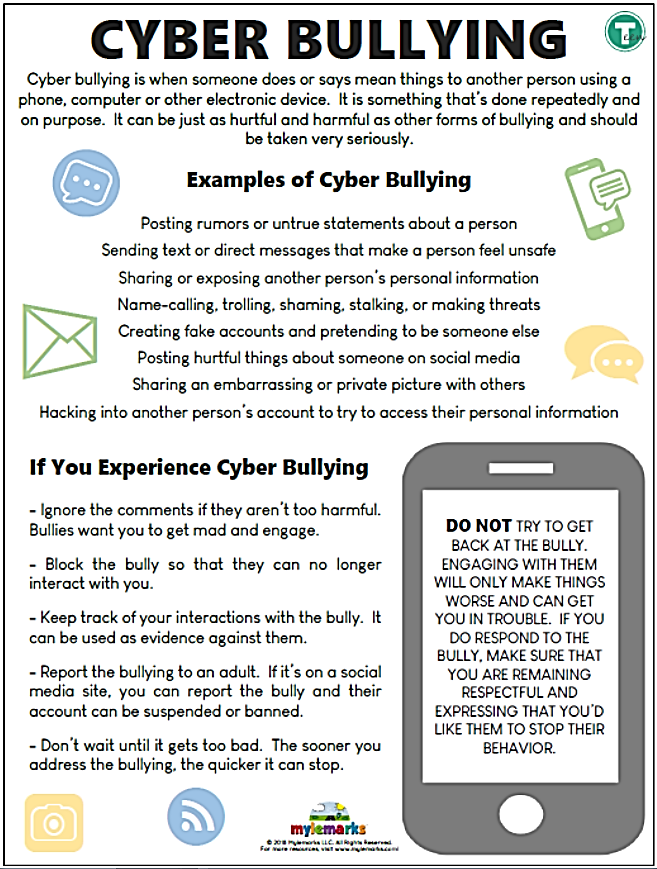 CYBER BULLYING
Teen
Cyber bullying is when someone does or says mean things to another person using a
phone, computer or other electronic device. It is something that's done repeatedly and
on purpose. It can be just as hurtful and harmful as other forms of bullying and should
be taken very seriously.
Examples of Cyber Bullying
Posting rumors or untrue statements about a person
Sending text or direct messages that make a person feel unsafe
Sharing or exposing another person's personal information
Name-calling, trolling, shaming, stalking, or making threats
Creating fake accounts and pretending to be someone else
Posting hurtful things about someone on social media
Sharing an embarrassing or private picture with others
Hacking into another person's account to try to access their personal information
If You Experience Cyber Bullying
- Ignore the comments if they aren't too harmful.
Bullies want you to get mad and engage.
- Block the bully so that they can no longer
interact with you.
- Keep track of your interactions with the bully. It
can be used as evidence against them.
- Report the bullying to an adult. If it's on a social
media site, you can report the bully and their
account can be suspended or banned.
- Don't wait until it gets too bad. The sooner you
address the bullying, the quicker it can stop.
DO NOT TRY TO GET
BACK AT THE BULLY.
ENGAGING WITH THEM
WILL ONLY MAKE THINGS
WORSE AND CAN GET
YOU IN TROUBLE. IF YOU
DO RESPOND TO THE
BULLY, MAKE SURE THAT
YOU ARE REMAINING
RESPECTFUL AND
EXPRESSING THAT YOU'D
LIKE THEM TO STOP THEIR
BEHAVIOR.
mylemarks
© 2018 Mylemarks LLC. All Rights Reserved.
For more resources, visit www.mylemarks.com!